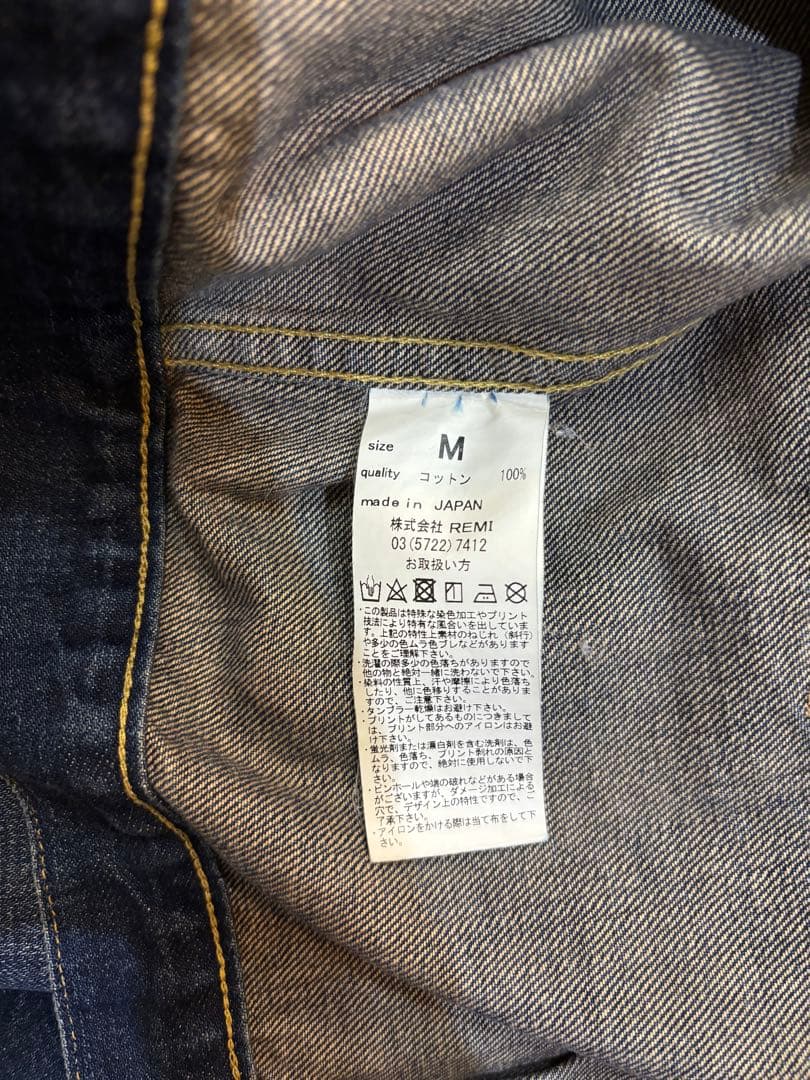 size M
quality コットン 100%
made in JAPAN
株式会社 REMI
03(5722)7412
お取扱い方
・この製品は特殊な染色加工やプリント
技法により特有な風合いを出していま
す。上記の特性上素材のねじれ（斜行）
や多少の色ムラ色ブレなどがあります
ことをご理解下さい。
・洗濯の際多少の色落ちがありますので
他の物と絶対一緒に洗わないで下さい。
・染料の性質上、汗や摩擦により色落ち
したり、他に色移りすることがありま
すので、ご注意下さい。
・タンブラー乾燥はお避け下さい。
・プリントがしてあるものにつきまして
は、プリント部分へのアイロンはお避
け下さい。
・蛍光剤または漂白剤を含む洗剤は、色
ムラ、色落ち、プリント剥れの原因と
なりますので、絶対に使用しないで下
さい。
・ピンホールや端の破れなどがある場合
がございますが、ダメージ加工による
穴で、デザイン上の特性ですので、ご
了承下さい。
・アイロンをかける際は当て布をして下
さい。